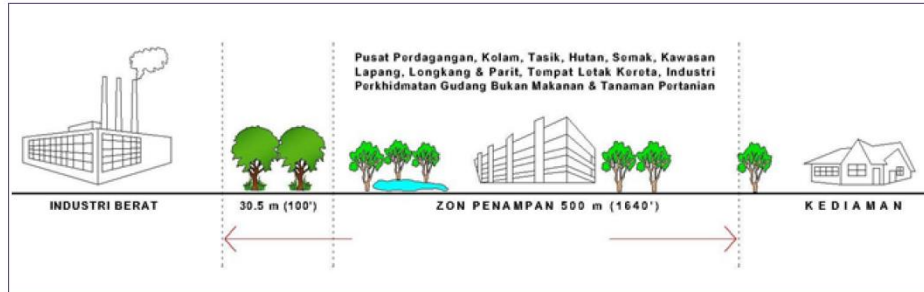 Pusat Perdagangan, Kolam, Tasik, Hutan, Semak, Kawasan
Lapang, Longkang & Parit, Tempat Letak Kereta, Industri
Perkhidmatan Gudang Bukan Makanan & Tanaman Pertanian
INDUSTRI BERAT
30.5 m (100')
ZON PENAMPAN 500 m (1640')
KEDIAMAN